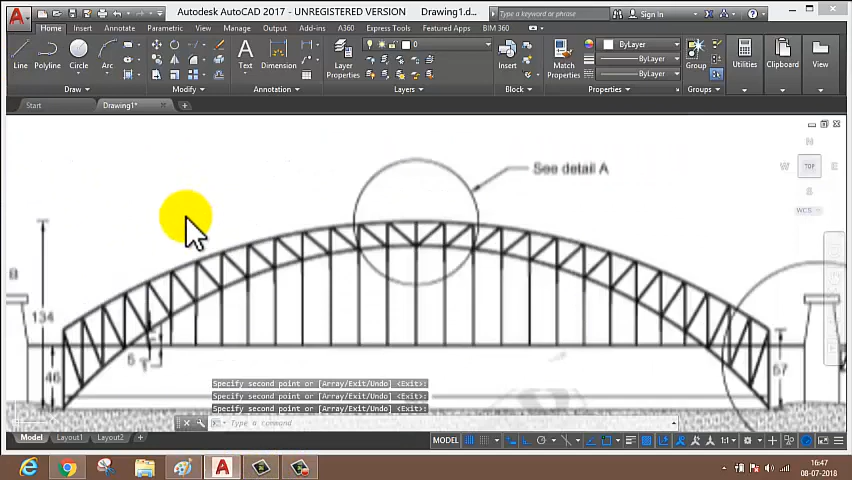 Autodesk AutoCAD 2017 - UNREGISTERED VERSION Drawing1.d... Type a keyword or phrase Sign In
Home Insert Annotate Parametric View Manage Output Add-ins A360 Express Tools Featured Apps BIM 360
0 ByLayer
ByLayer
ByLayer
Line Polyline Circle Arc Text Dimension Layer Properties Insert Match Properties Group Utilities Clipboard View
Draw Modify Annotation Layers Block Properties Groups
Start Drawing1*
N
W TOP E
S
WCS
See detail A
B
134
46
5
57
Specify second point or [Array/Exit/Undo] <Exit>:
Specify second point or [Array/Exit/Undo] <Exit>:
Specify second point or [Array/Exit/Undo] <Exit>:
Type a command
Model Layout1 Layout2 MODEL 1:1
16:47
08-07-2018